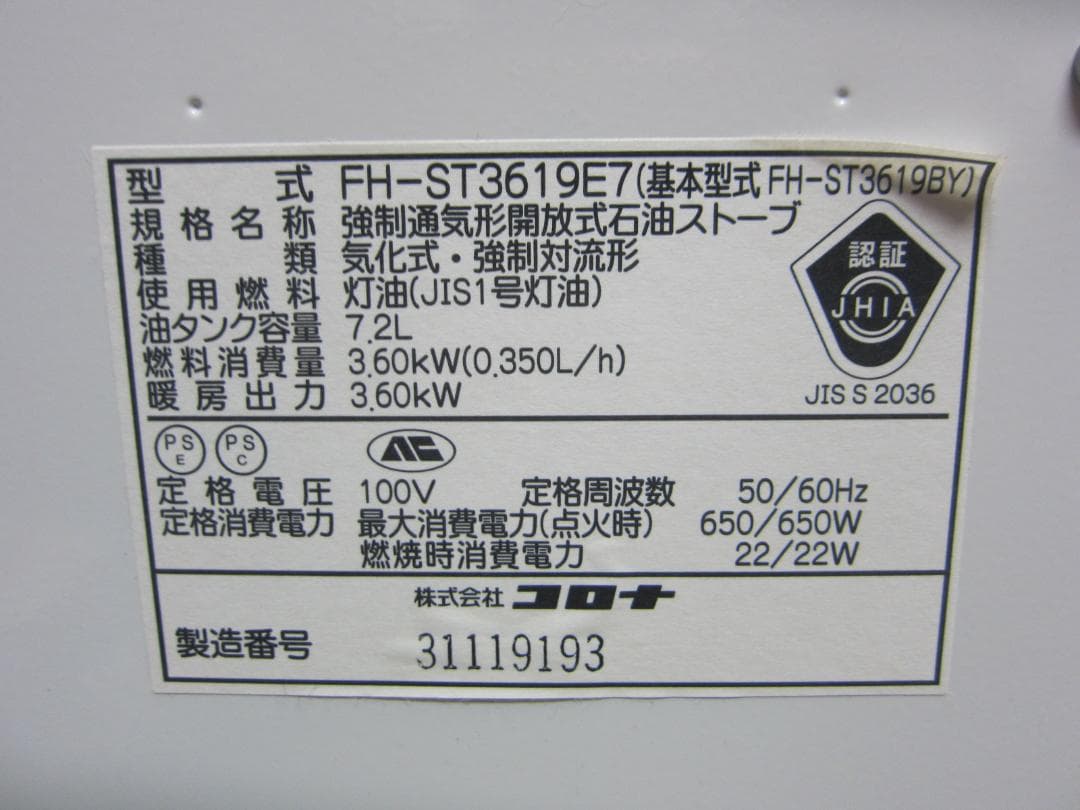 型式 FH-ST3619E7(基本型式 FH-ST3619BY)
規格名称 強制通気形開放式石油ストーブ
種類 気化式・強制対流形
使用燃料 灯油(JIS1号灯油)
油タンク容量 7.2L
燃料消費量 3.60kW(0.350L/h)
暖房出力 3.60kW
認証
JHIA
JIS S 2036
PS E PS C
定格電圧 100V 定格周波数 50/60Hz
定格消費電力 最大消費電力(点火時) 650/650W
燃焼時消費電力 22/22W
株式会社 コロナ
製造番号 31119193